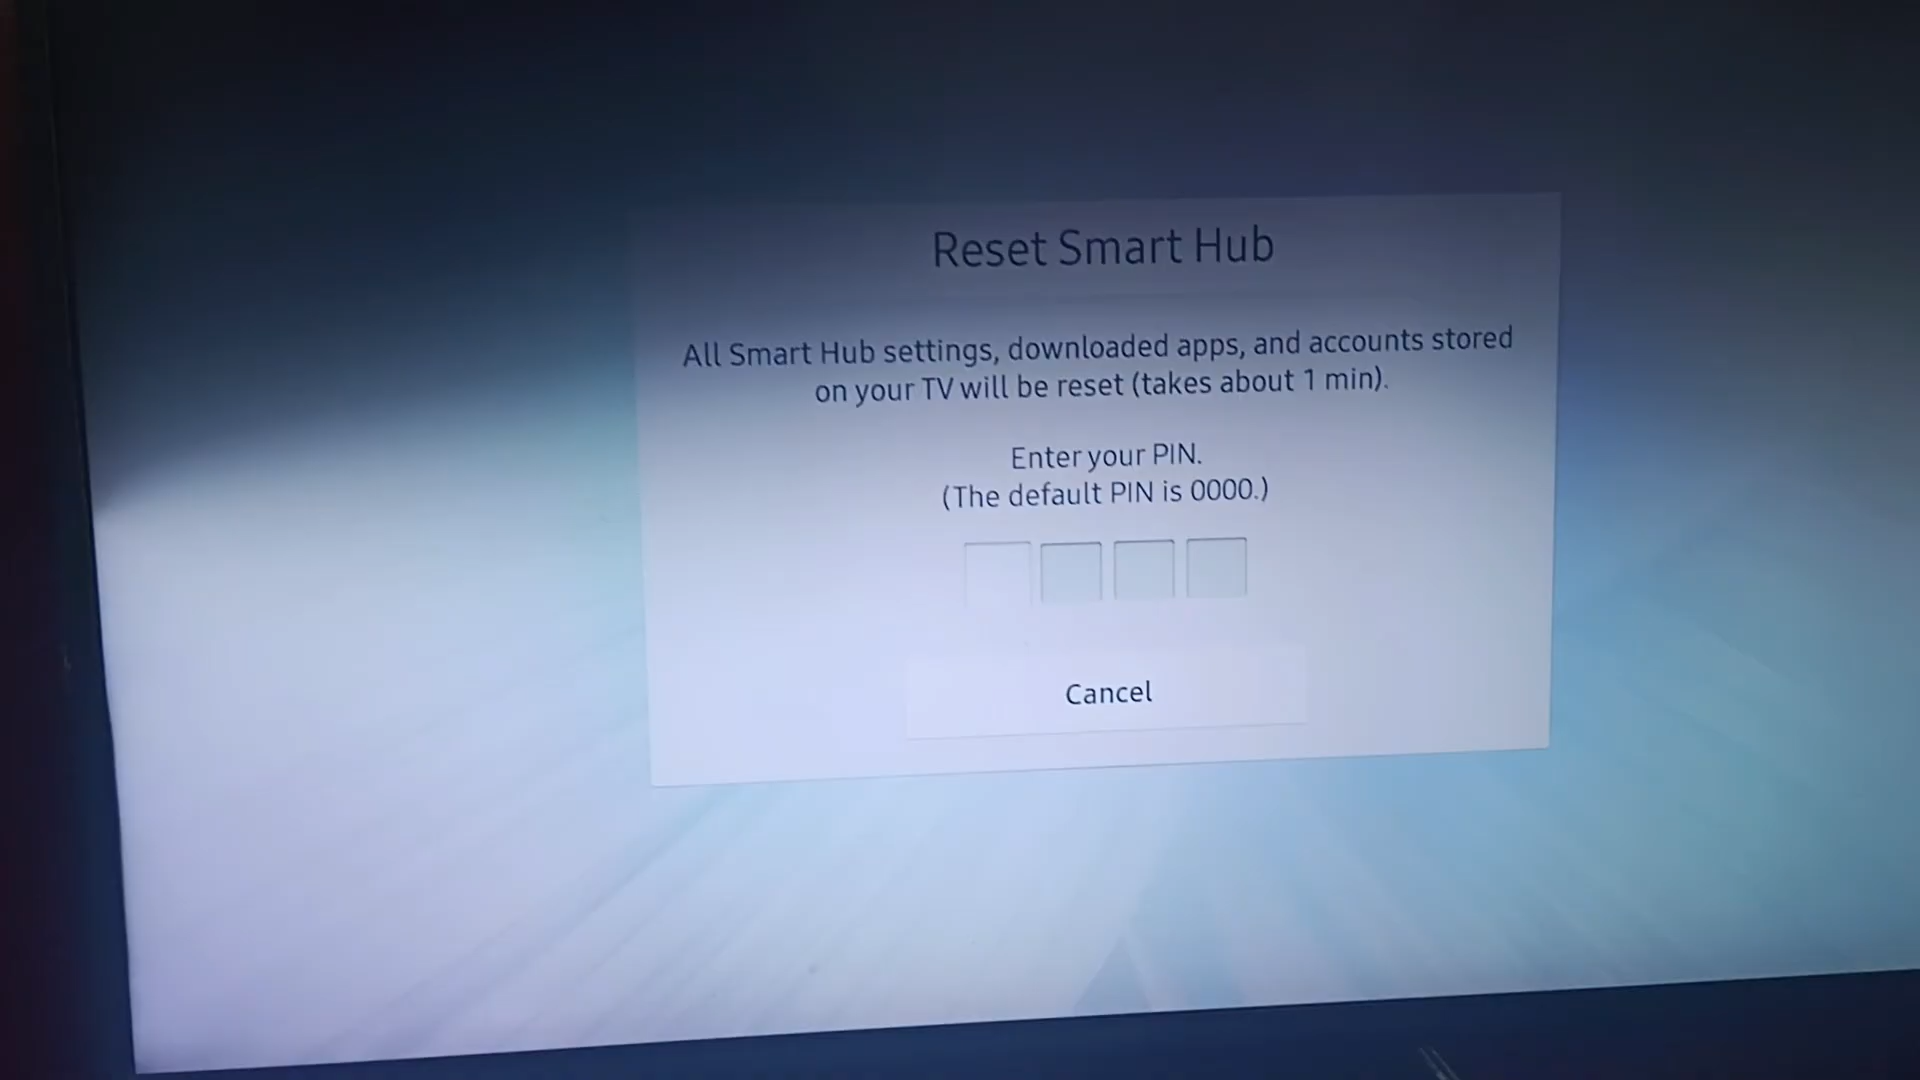 Reset Smart Hub
All Smart Hub settings, downloaded apps, and accounts stored
on your TV will be reset (takes about 1 min).
Enter your PIN.
(The default PIN is 0000.)
Cancel